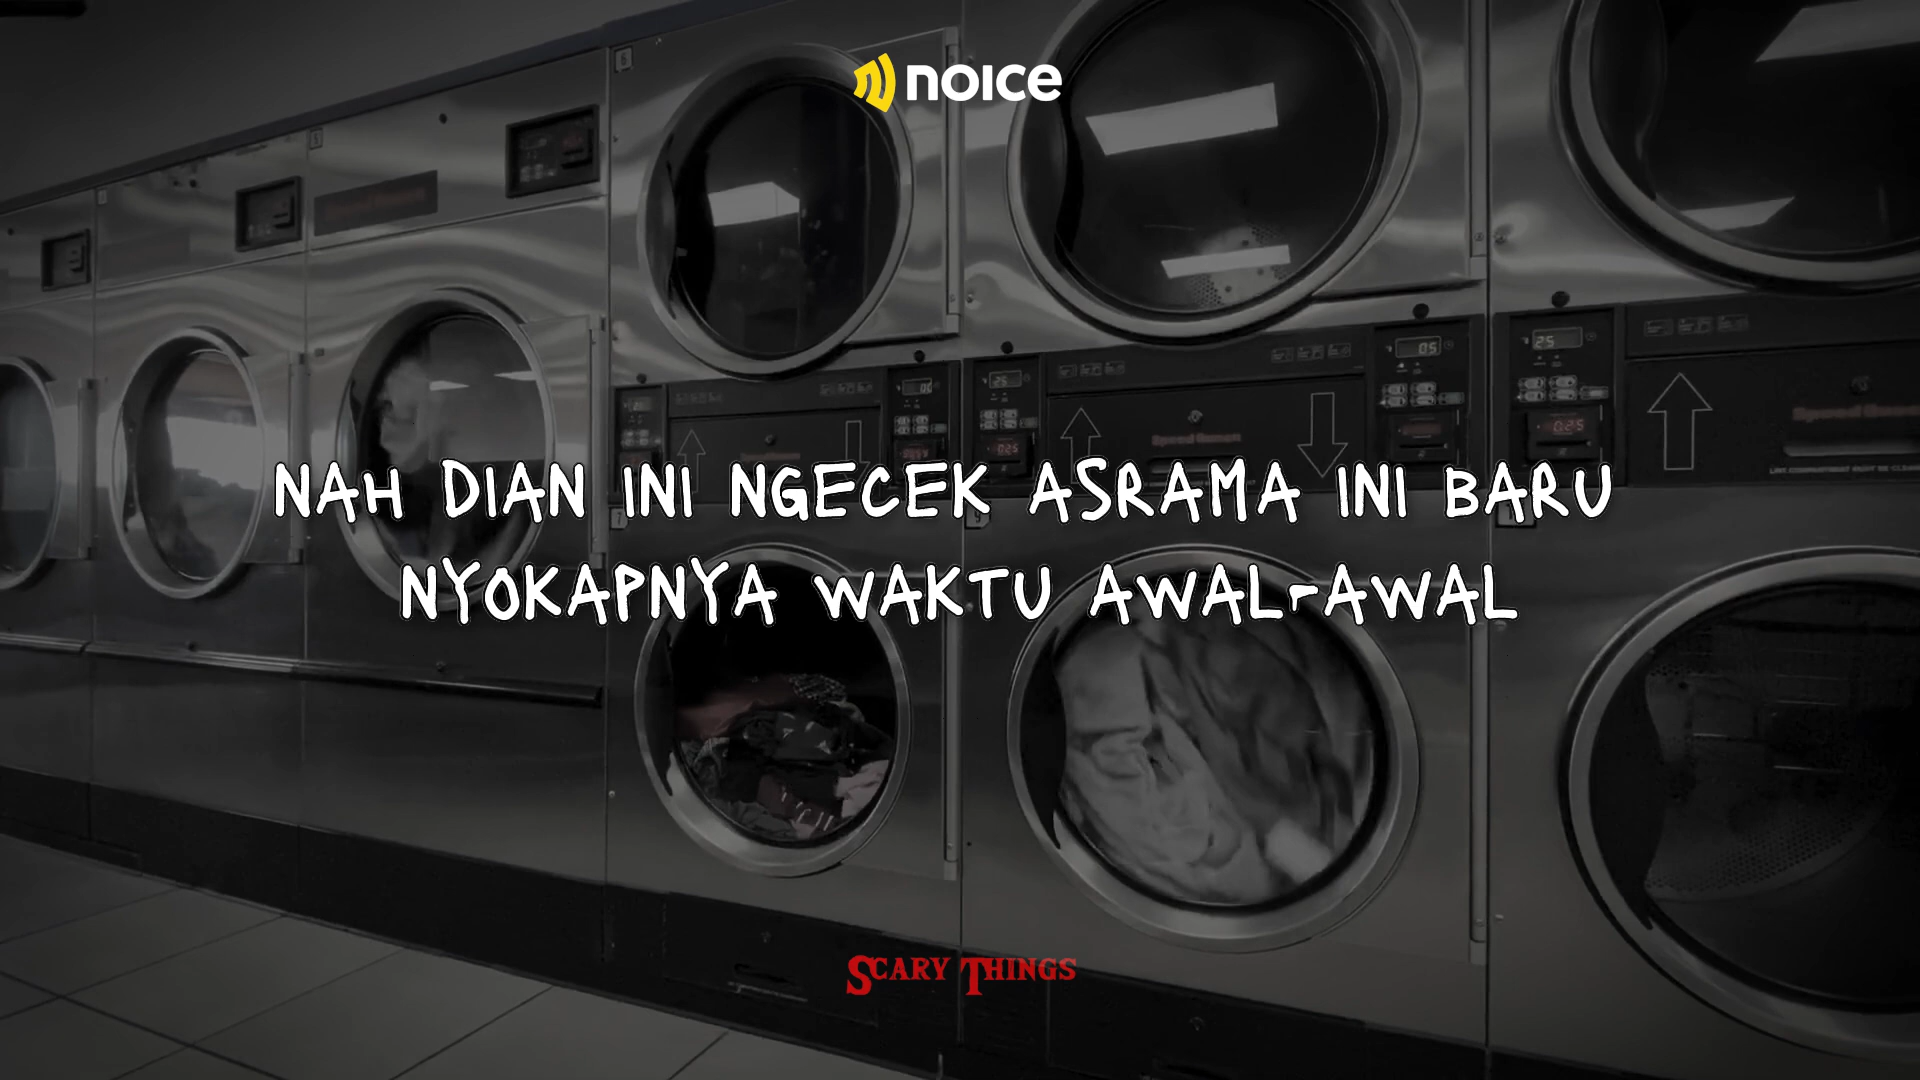 noice
NAH DIAN INI NGECEK ASRAMA INI BARU
NYOKAPNYA WAKTU AWAL-AWAL
SCARY THINGS